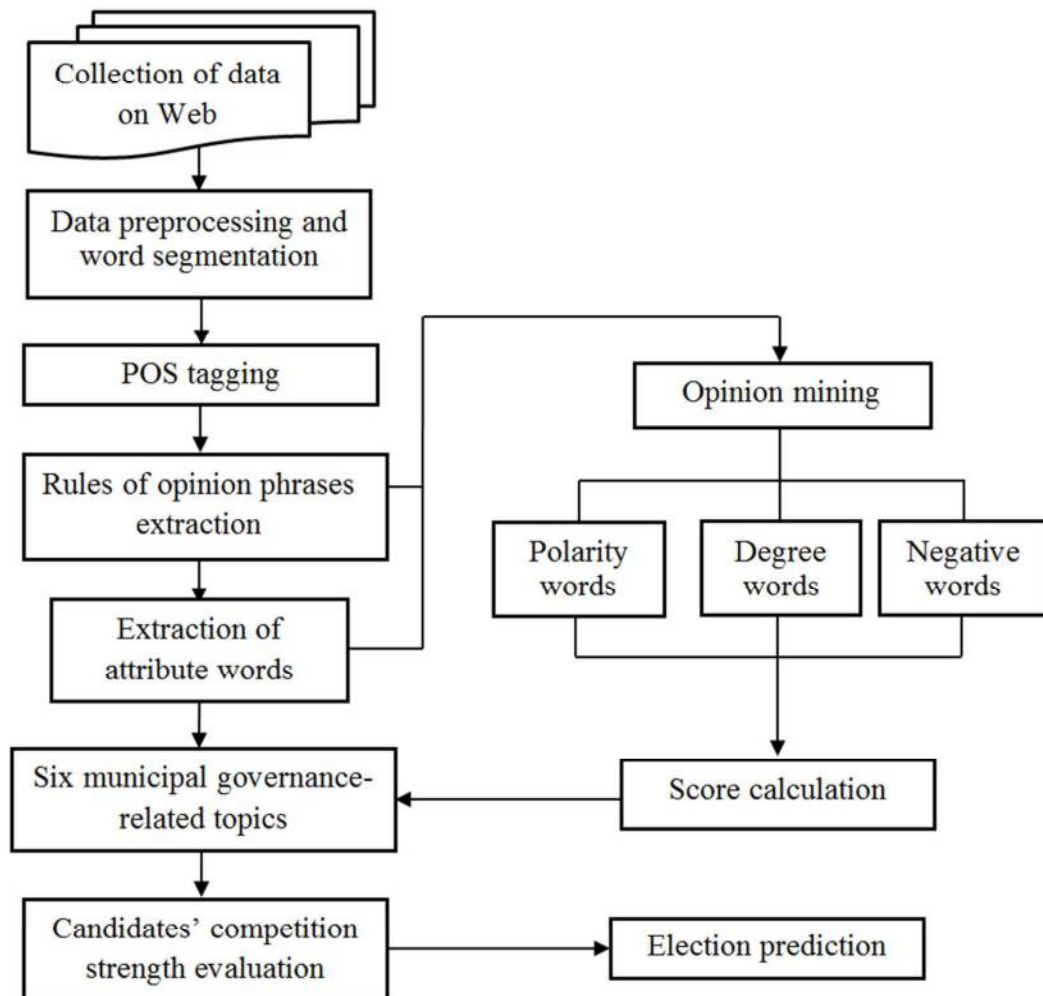 Collection of data
on Web
Data preprocessing and
word segmentation
POS tagging
Rules of opinion phrases
extraction
Extraction of
attribute words
Six municipal governance-
related topics
Candidates’ competition
strength evaluation
Opinion mining
Polarity
words
Degree
words
Negative
words
Score calculation
Election prediction